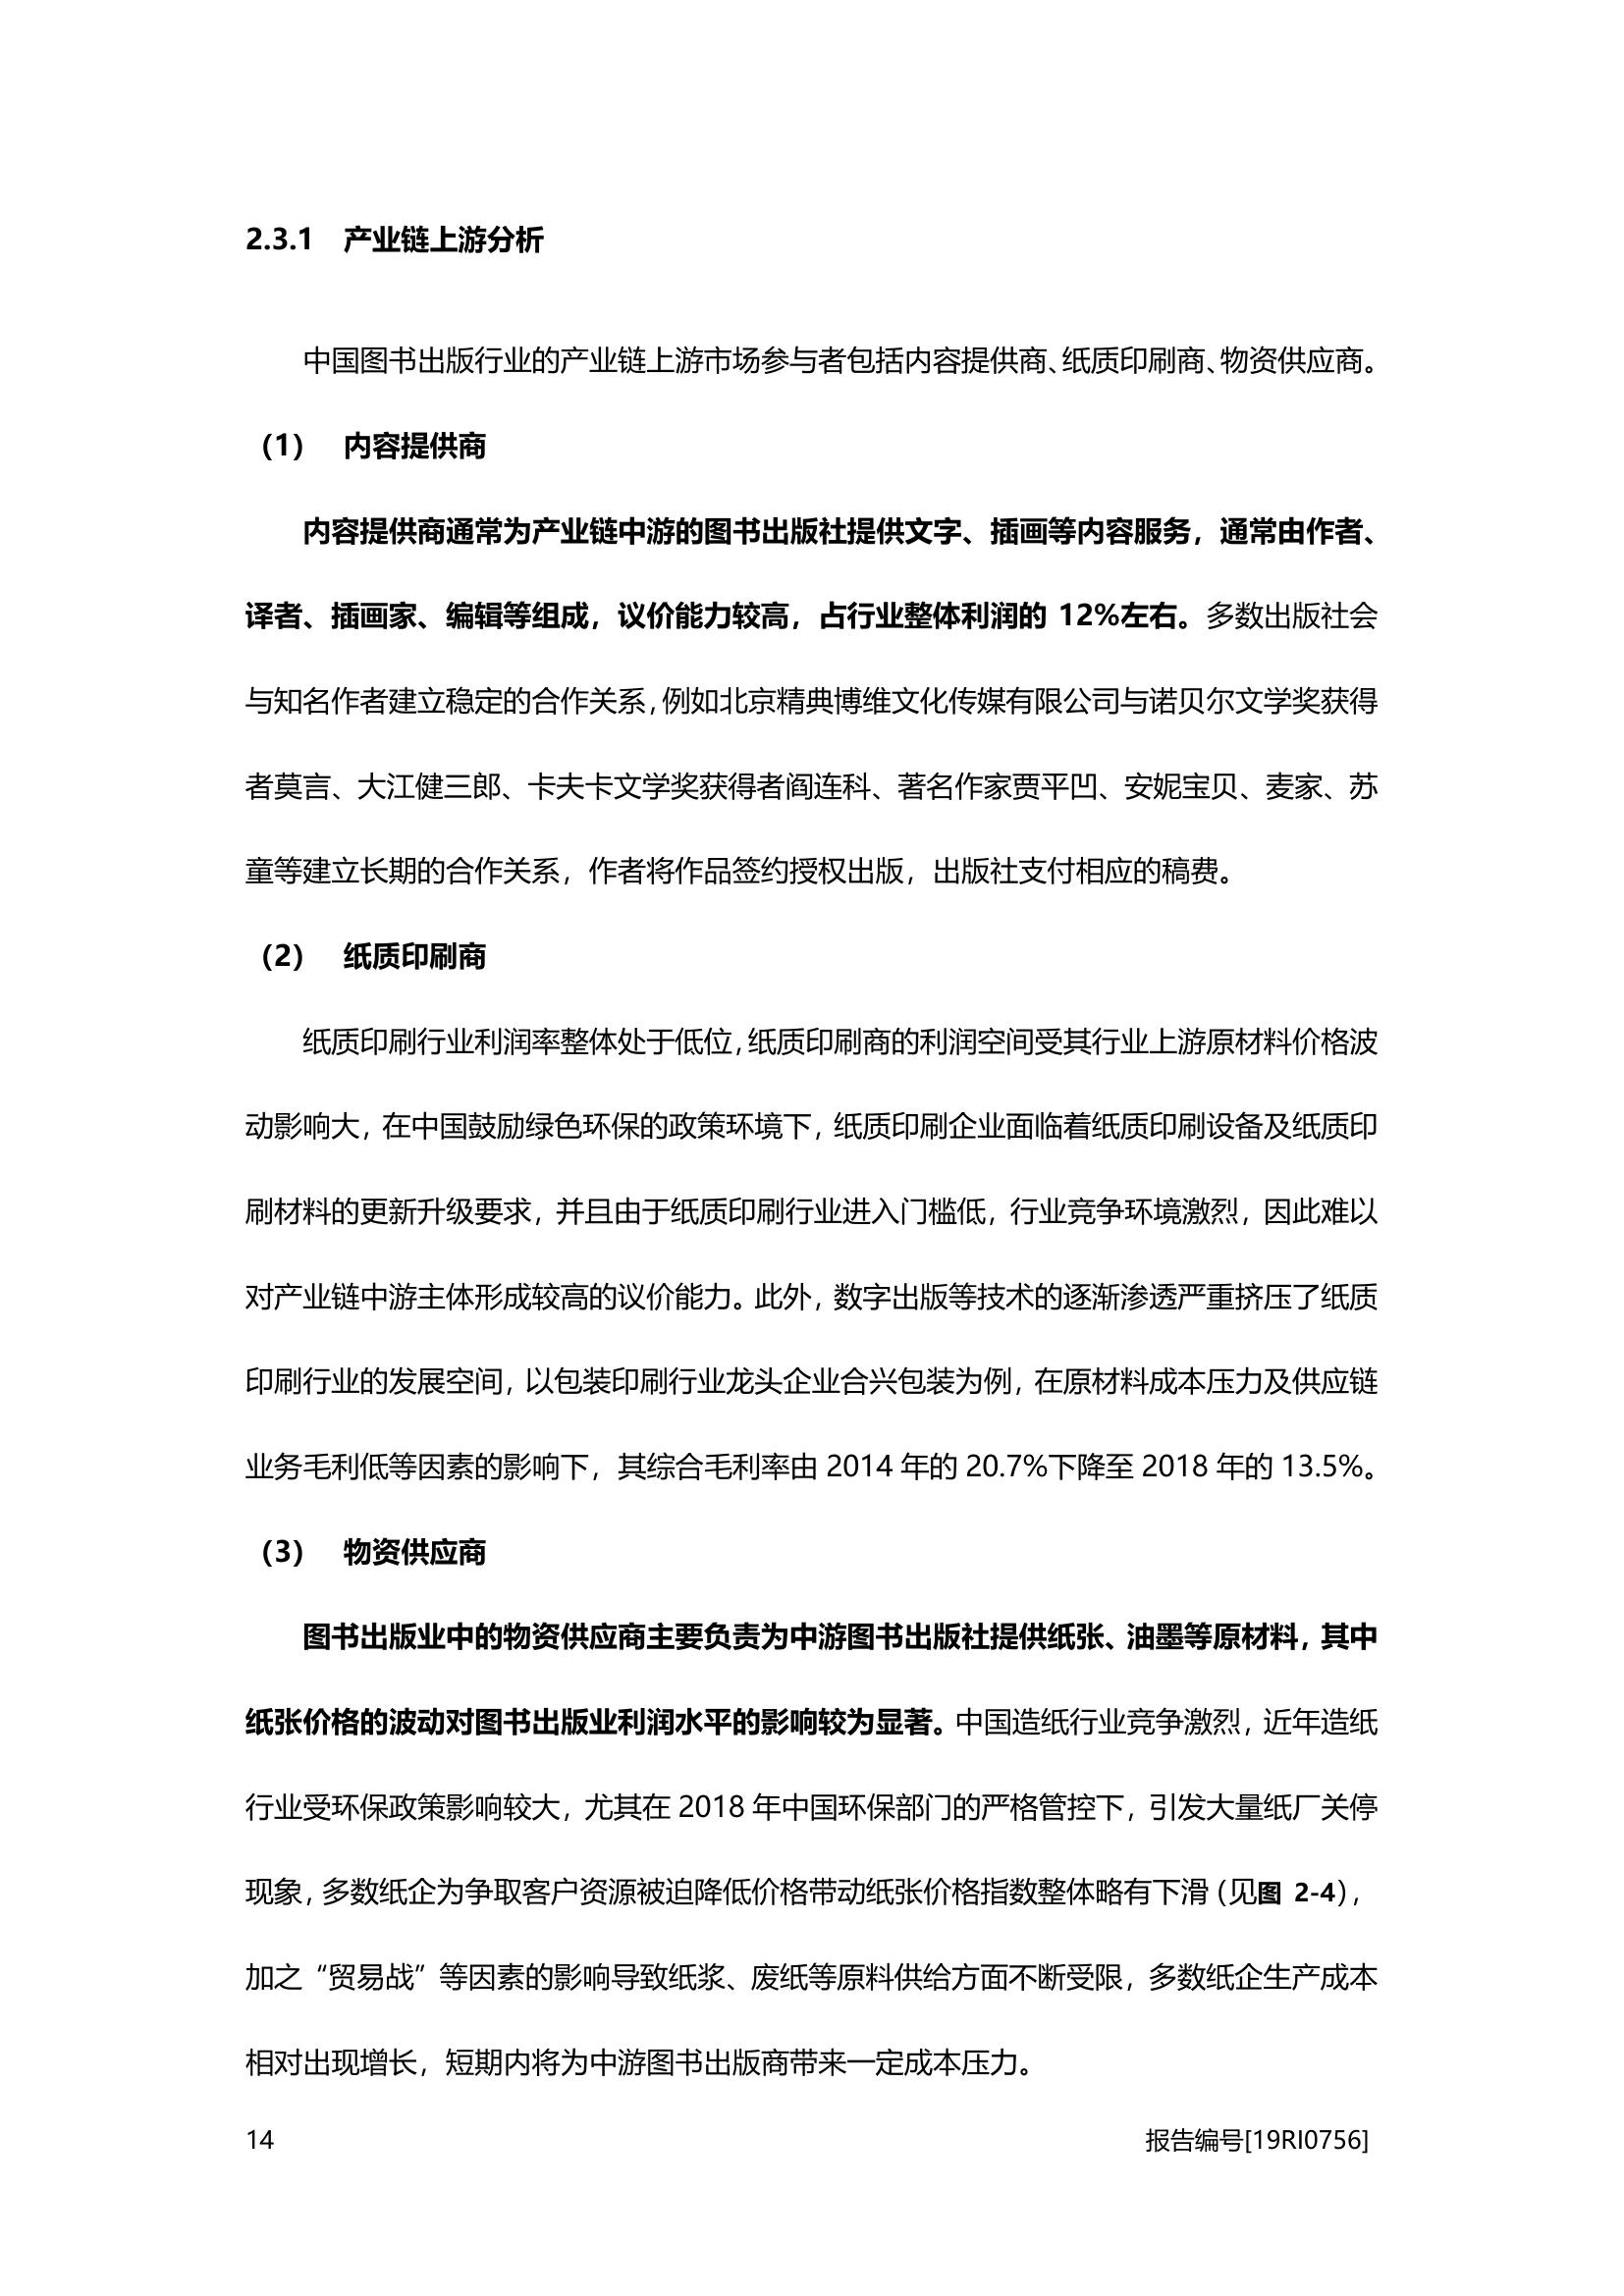 2.3.1 产业链上游分析
中国图书出版行业的产业链上游市场参与者包括内容提供商、纸质印刷商、物资供应商。
（1） 内容提供商
内容提供商通常为产业链中游的图书出版社提供文字、插画等内容服务，通常由作者、
译者、插画家、编辑等组成，议价能力较高，占行业整体利润的 12%左右。多数出版社会
与知名作者建立稳定的合作关系，例如北京精典博维文化传媒有限公司与诺贝尔文学奖获得
者莫言、大江健三郎、卡夫卡文学奖获得者阎连科、著名作家贾平凹、安妮宝贝、麦家、苏
童等建立长期的合作关系，作者将作品签约授权出版，出版社支付相应的稿费。
（2） 纸质印刷商
纸质印刷行业利润率整体处于低位，纸质印刷商的利润空间受其行业上游原材料价格波
动影响大，在中国鼓励绿色环保的政策环境下，纸质印刷企业面临着纸质印刷设备及纸质印
刷材料的更新升级要求，并且由于纸质印刷行业进入门槛低，行业竞争环境激烈，因此难以
对产业链中游主体形成较高的议价能力。此外，数字出版等技术的逐渐渗透严重挤压了纸质
印刷行业的发展空间，以包装印刷行业龙头企业合兴包装为例，在原材料成本压力及供应链
业务毛利低等因素的影响下，其综合毛利率由 2014 年的 20.7%下降至 2018 年的 13.5%。
（3） 物资供应商
图书出版业中的物资供应商主要负责为中游图书出版社提供纸张、油墨等原材料，其中
纸张价格的波动对图书出版业利润水平的影响较为显著。中国造纸行业竞争激烈，近年造纸
行业受环保政策影响较大，尤其在 2018 年中国环保部门的严格管控下，引发大量纸厂关停
现象，多数纸企为争取客户资源被迫降低价格带动纸张价格指数整体略有下滑（见图 2-4），
加之“贸易战”等因素的影响导致纸浆、废纸等原料供给方面不断受限，多数纸企生产成本
相对出现增长，短期内将为中游图书出版商带来一定成本压力。
14 报告编号[19RI0756]